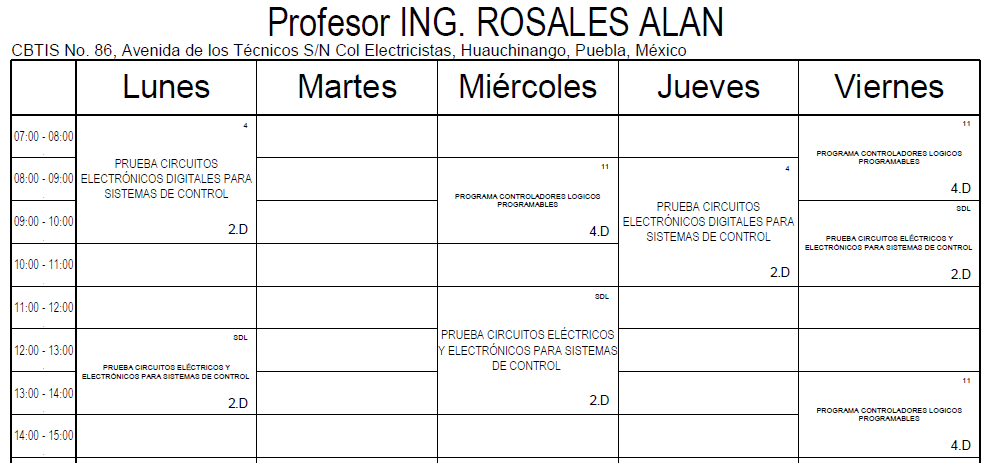 Profesor ING. ROSALES ALAN
CBTIS No. 86, Avenida de los Técnicos S/N Col Electricistas, Huauchinango, Puebla, México
Lunes Martes Miércoles Jueves Viernes
07:00 - 08:00
08:00 - 09:00
09:00 - 10:00
10:00 - 11:00
11:00 - 12:00
12:00 - 13:00
13:00 - 14:00
14:00 - 15:00
4
PRUEBA CIRCUITOS
ELECTRÓNICOS DIGITALES PARA
SISTEMAS DE CONTROL
2.D
SDL
PRUEBA CIRCUITOS ELÉCTRICOS Y
ELECTRÓNICOS PARA SISTEMAS DE CONTROL
2.D
11
PROGRAMA CONTROLADORES LOGICOS
PROGRAMABLES
4.D
SDL
PRUEBA CIRCUITOS ELÉCTRICOS
Y ELECTRÓNICOS PARA SISTEMAS
DE CONTROL
2.D
4
PRUEBA CIRCUITOS
ELECTRÓNICOS DIGITALES PARA
SISTEMAS DE CONTROL
2.D
11
PROGRAMA CONTROLADORES LOGICOS
PROGRAMABLES
4.D
SDL
PRUEBA CIRCUITOS ELÉCTRICOS Y
ELECTRÓNICOS PARA SISTEMAS DE CONTROL
2.D
11
PROGRAMA CONTROLADORES LOGICOS
PROGRAMABLES
4.D